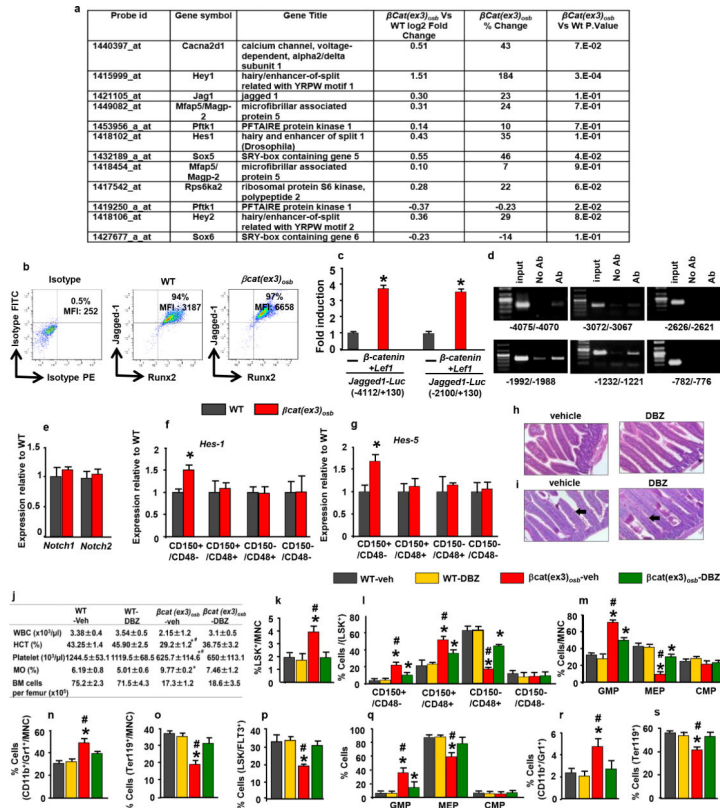 a
Probe id Gene symbol Gene Title βCat(ex3)osb Vs WT log2 Fold Change βCat(ex3)osb % Change βCat(ex3)osb Vs Wt P.Value
1440397_at Cacna2d1 calcium channel, voltage-dependent, alpha2/delta subunit 1 0.51 43 7.E-02
1415999_at Hey1 hairy/enhancer-of-split related with YRPW motif 1 1.51 184 3.E-04
1421105_at Jag1 jagged 1 0.30 23 1.E-01
1449082_at Mfap5/Magp-2 microfibrillar associated protein 5 0.31 24 7.E-01
1453956_a_at Pftk1 PFTAIRE protein kinase 1 0.14 10 7.E-01
1418102_at Hes1 hairy and enhancer of split 1 (Drosophila) 0.43 35 1.E-01
1432189_a_at Sox5 SRY-box containing gene 5 0.55 46 4.E-02
1418454_at Mfap5/Magp-2 microfibrillar associated protein 5 0.10 7 9.E-01
1417542_at Rps6ka2 ribosomal protein S6 kinase, polypeptide 2 0.28 22 6.E-02
1419250_a_at Pftk1 PFTAIRE protein kinase 1 -0.37 -0.23 2.E-02
1418106_at Hey2 hairy/enhancer-of-split related with YRPW motif 2 0.36 29 8.E-02
1427677_a_at Sox6 SRY-box containing gene 6 -0.23 -14 1.E-01
b
Isotype WT βcat(ex3)osb
0.5% MFI: 252
94% MFI: 3187
97% MFI: 6658
Isotype FITC
Isotype PE
Jagged-1
Runx2
Jagged-1
Runx2
c
Fold induction
4
3
2
1
0
* *
β-catenin +Lef1 β-catenin +Lef1
Jagged1-Luc (-4112/+130) Jagged1-Luc (-2100/+130)
d
input No Ab Ab input No Ab Ab input No Ab Ab
-4075/-4070 -3072/-3067 -2626/-2621
-1992/-1988 -1232/-1221 -782/-776
WT βcat(ex3)osb
e
Expression relative to WT
Notch1 Notch2
f
Hes-1
Expression relative to WT
*
CD150+/CD48- CD150+/CD48+ CD150-/CD48+ CD150-/CD48-
g
Hes-5
Expression relative to WT
*
CD150+/CD48- CD150+/CD48+ CD150-/CD48+ CD150-/CD48-
h
vehicle DBZ
i
vehicle DBZ
WT-veh WT-DBZ βcat(ex3)osb-veh βcat(ex3)osb-DBZ
j
WT -Veh WT- DBZ βcat (ex3)osb -veh βcat (ex3)osb -DBZ
WBC (x10³/μl) 3.38±0.4 3.54±0.5 2.15±1.2 3.1±0.5
HCT (%) 43.25±1.4 45.90±2.5 29.2±1.2*# 36.75±3.2
Platelet (10³/μl) 1244.5±53.1 1119.5±68.5 625.7±114.6*# 650±113.1
MO (%) 6.19±0.8 5.01±0.6 9.77±0.2* 7.46±1.2
BM cells per femur (x10⁵) 75.2±2.3 71.5±4.3 17.3±1.2 18.6±3.5
k
%LSK⁺/MNC
l
% Cells /(LSK⁺)
CD150+/CD48- CD150+/CD48+ CD150-/CD48+ CD150-/CD48-
m
% Cells/MNC
GMP MEP CMP
n
% Cells (CD11b⁺/Gr1⁺/MNC)
o
% Cells (Ter119⁺/MNC)
p
% Cells (LSK/FLT3⁺)
q
% Cells
GMP MEP CMP
r
% Cells (CD11b⁺/Gr1⁺)
s
% Cells (Ter119⁺)